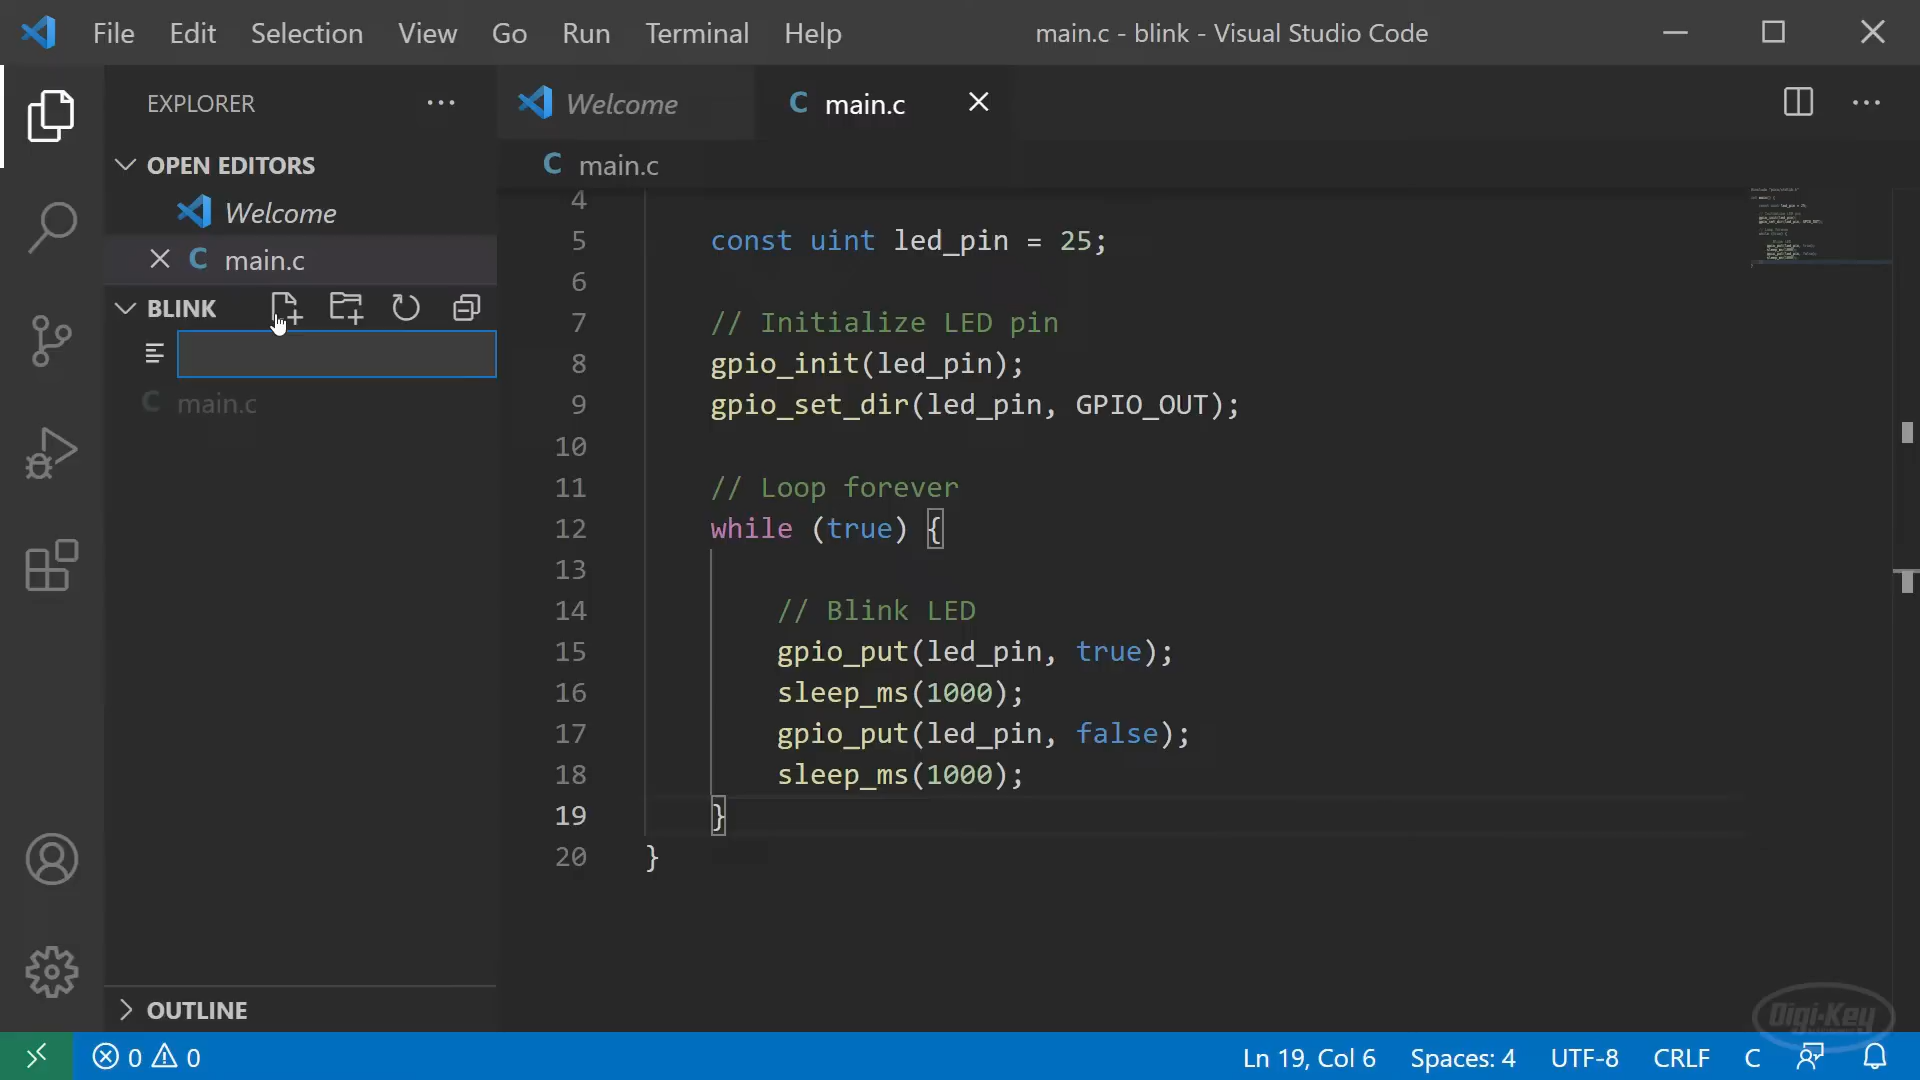 File Edit Selection View Go Run Terminal Help main.c - blink - Visual Studio Code
EXPLORER
Welcome
C main.c
OPEN EDITORS
C main.c
Welcome
C main.c
BLINK
C main.c
OUTLINE
4
5 const uint led_pin = 25;
6
7 // Initialize LED pin
8 gpio_init(led_pin);
9 gpio_set_dir(led_pin, GPIO_OUT);
10
11 // Loop forever
12 while (true) {
13
14 // Blink LED
15 gpio_put(led_pin, true);
16 sleep_ms(1000);
17 gpio_put(led_pin, false);
18 sleep_ms(1000);
19 }
20 }
Digi-Key
0 0 Ln 19, Col 6 Spaces: 4 UTF-8 CRLF C